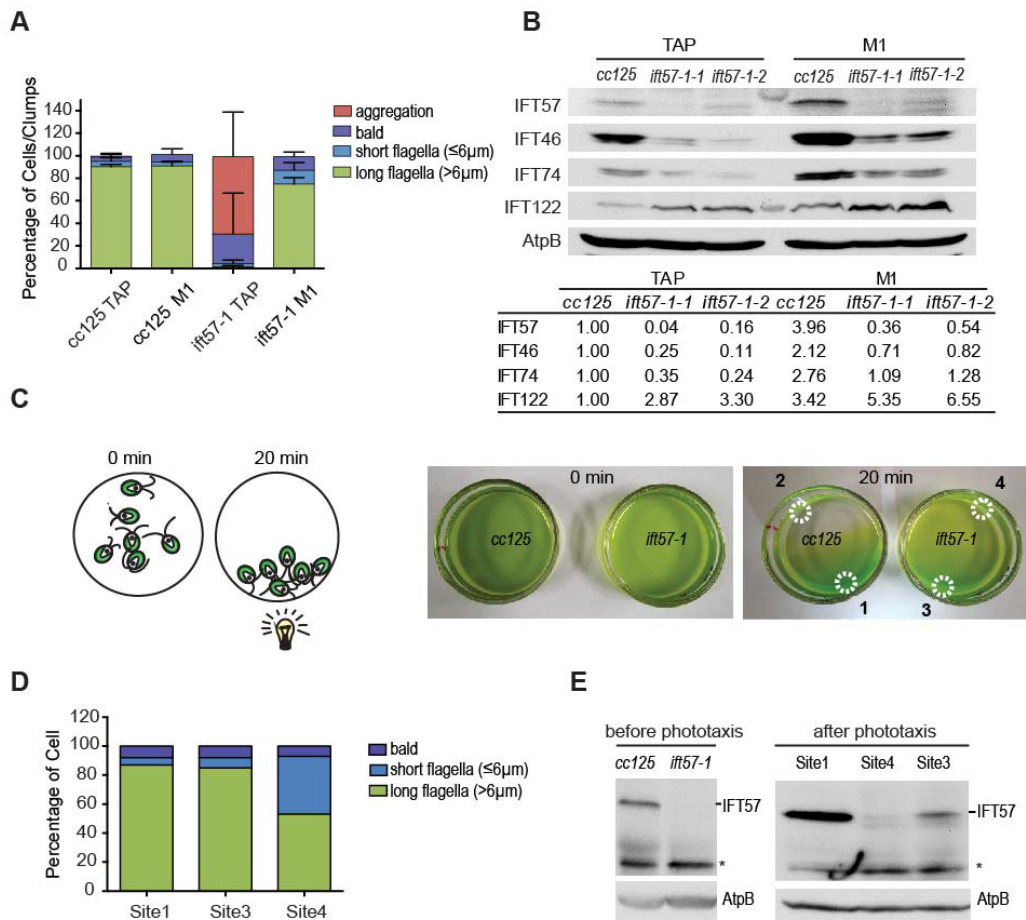 A
Percentage of Cells/Clumps
140
120
100
80
60
40
20
0
cc125 TAP
cc125 M1
ift57-1 TAP
ift57-1 M1
aggregation
bald
short flagella (≤6μm)
long flagella (>6μm)
B
TAP M1
cc125 ift57-1-1 ift57-1-2 cc125 ift57-1-1 ift57-1-2
IFT57
IFT46
IFT74
IFT122
AtpB
TAP M1
cc125 ift57-1-1 ift57-1-2 cc125 ift57-1-1 ift57-1-2
IFT57 1.00 0.04 0.16 3.96 0.36 0.54
IFT46 1.00 0.25 0.11 2.12 0.71 0.82
IFT74 1.00 0.35 0.24 2.76 1.09 1.28
IFT122 1.00 2.87 3.30 3.42 5.35 6.55
C
0 min 20 min
0 min
cc125 ift57-1
20 min
2 4
cc125 ift57-1
1 3
D
Percentage of Cell
120
100
80
60
40
20
0
Site1 Site3 Site4
bald
short flagella (≤6μm)
long flagella (>6μm)
E
before phototaxis
cc125 ift57-1
IFT57
*
AtpB
after phototaxis
Site1 Site4 Site3
IFT57
*
AtpB